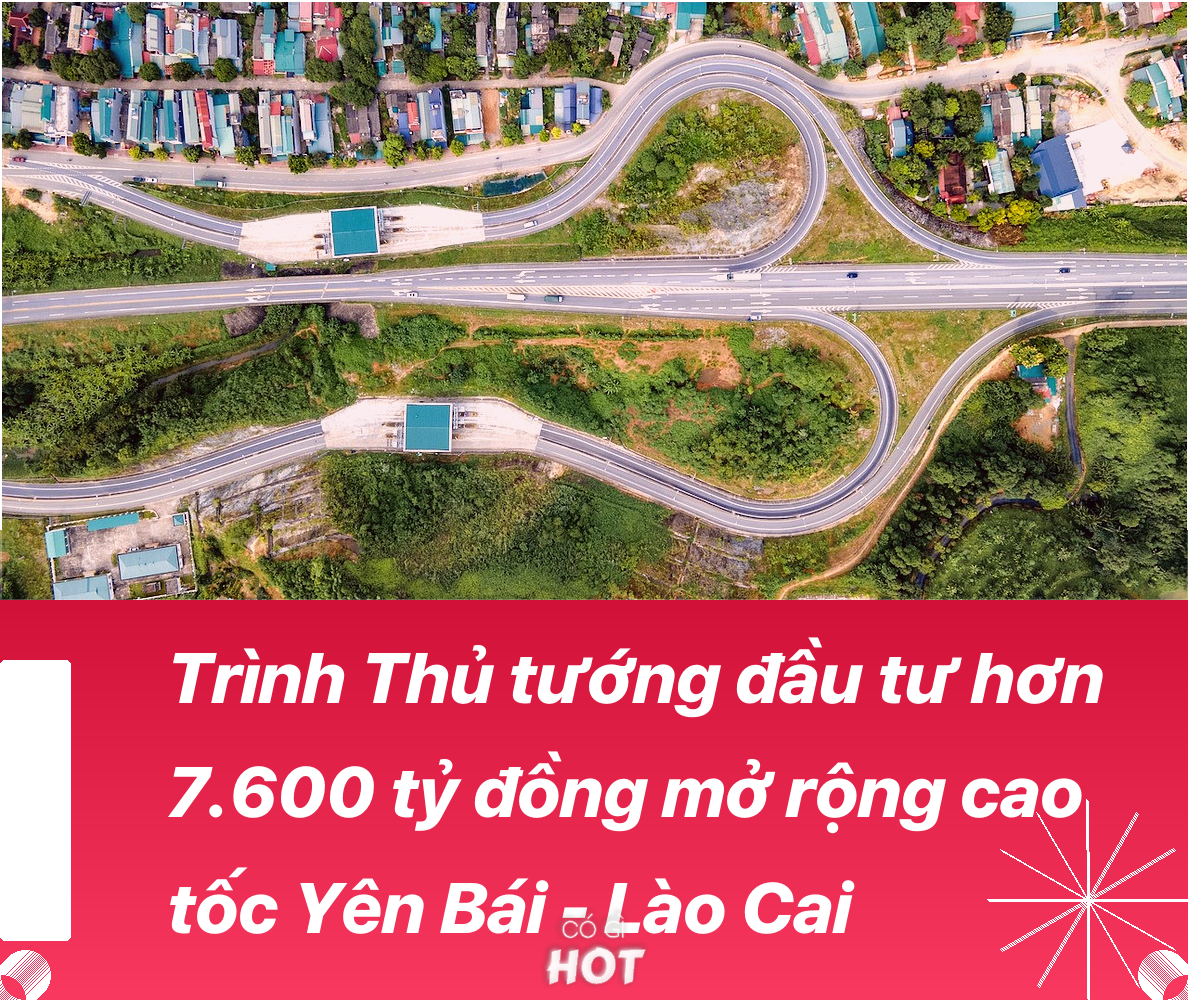 Trình Thủ tướng đầu tư hơn
7.600 tỷ đồng mở rộng cao
tốc Yên Bái - Lào Cai
CÓ GÌ
HOT